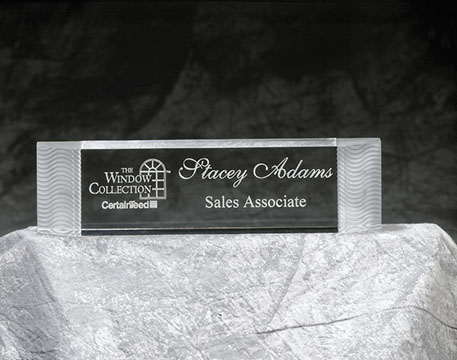 THE
WINDOW
COLLECTION
CertainTeed
Stacey Adams
Sales Associate